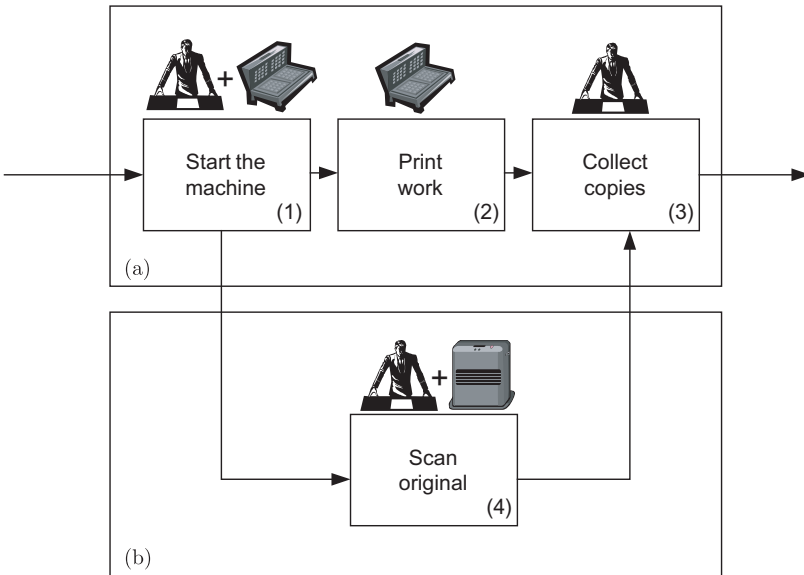 +
Start the
machine
(1)
Print
work
(2)
Collect
copies
(3)
(a)
+
Scan
original
(4)
(b)